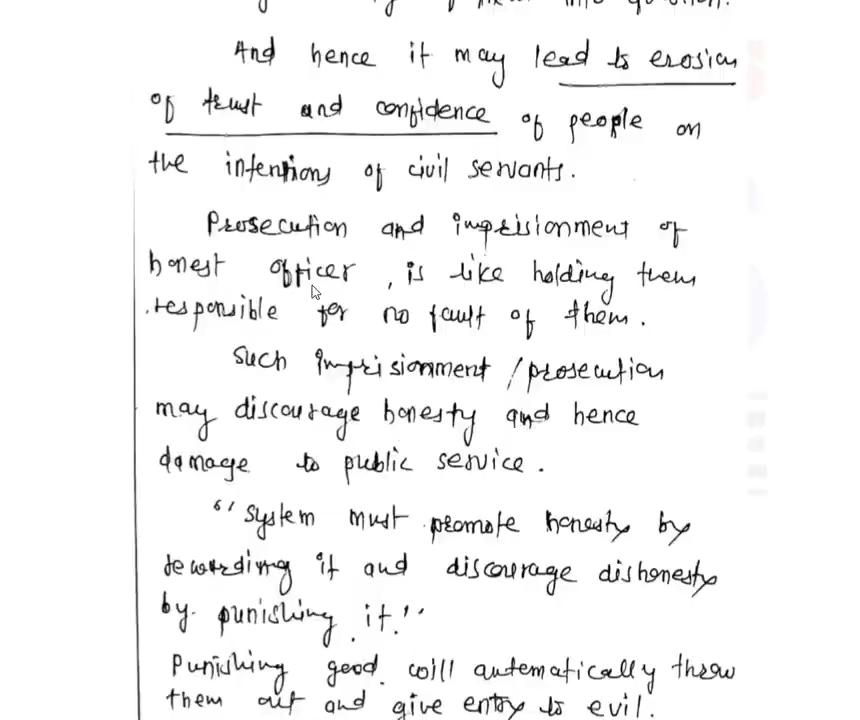 into question.
And hence it may lead to erosion
of trust and confidence of people on
the intentions of civil servants.
Prosecution and imprisionment of
honest officer, is like holding them
responsible for no fault of them.
Such imprisionment / prosecution
may discourage honesty and hence
damage to public service.
"System must promote honesty by
rewarding it and discourage dishonesty
by punishing it!"
Punishing good will automatically throw
them out and give entry to evil.